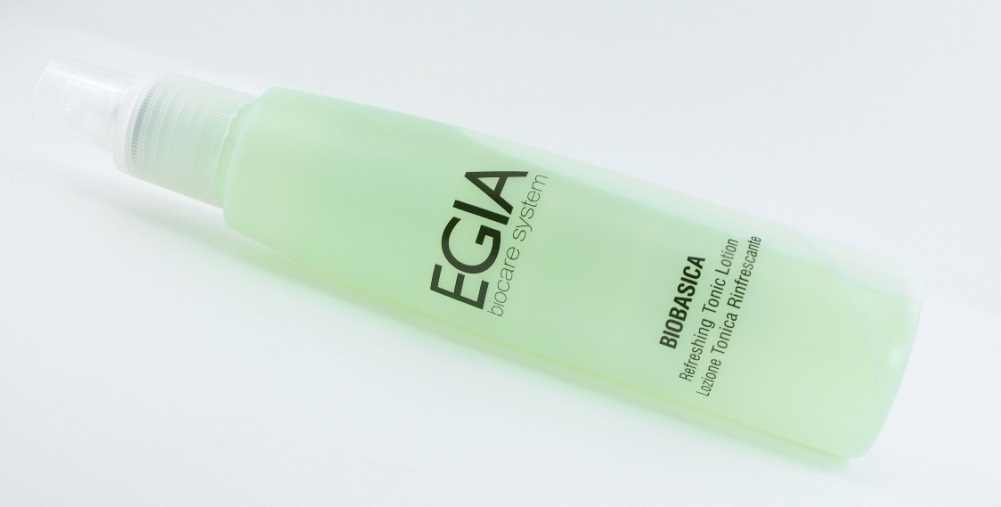 EGIA
biocare system
BIOBASICA
Refreshing Tonic Lotion
Lozione Tonica Rinfrescante